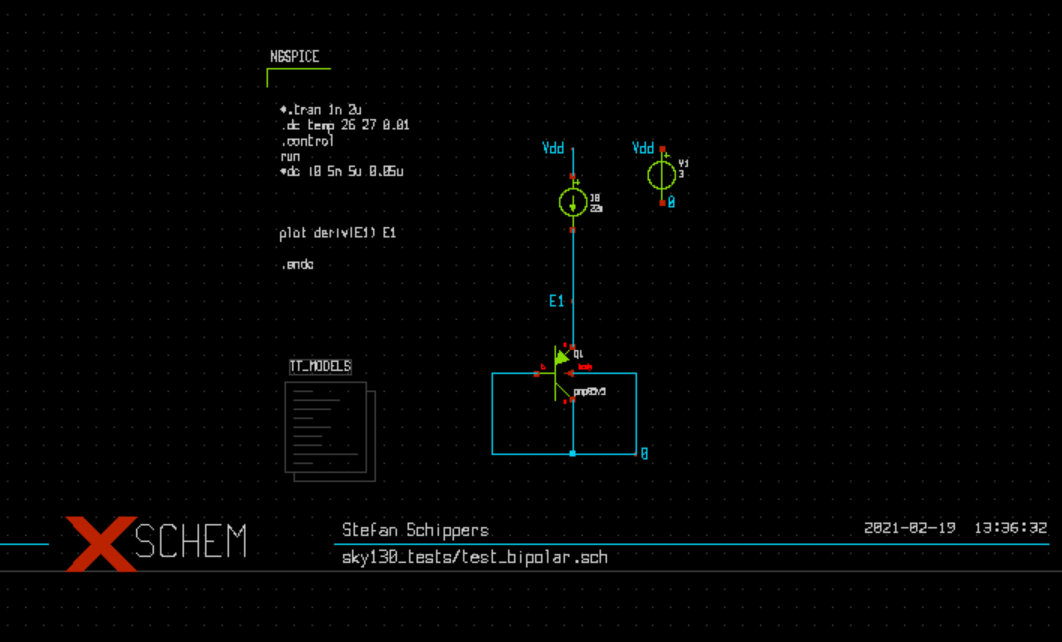 NGSPICE
*.tran 1n 2u
.dc temp 26 27 0.01
.control
run
*dc i0 5n 5u 0.05u
plot deriv(E1) E1
.endc
Vdd
Vdd
V1
3
0
I0
E1
Q1
TT_MODELS
pnp05v5
0
XSCHEM
Stefan Schippers
2021-02-19 13:36:32
sky130_tests/test_bipolar.sch